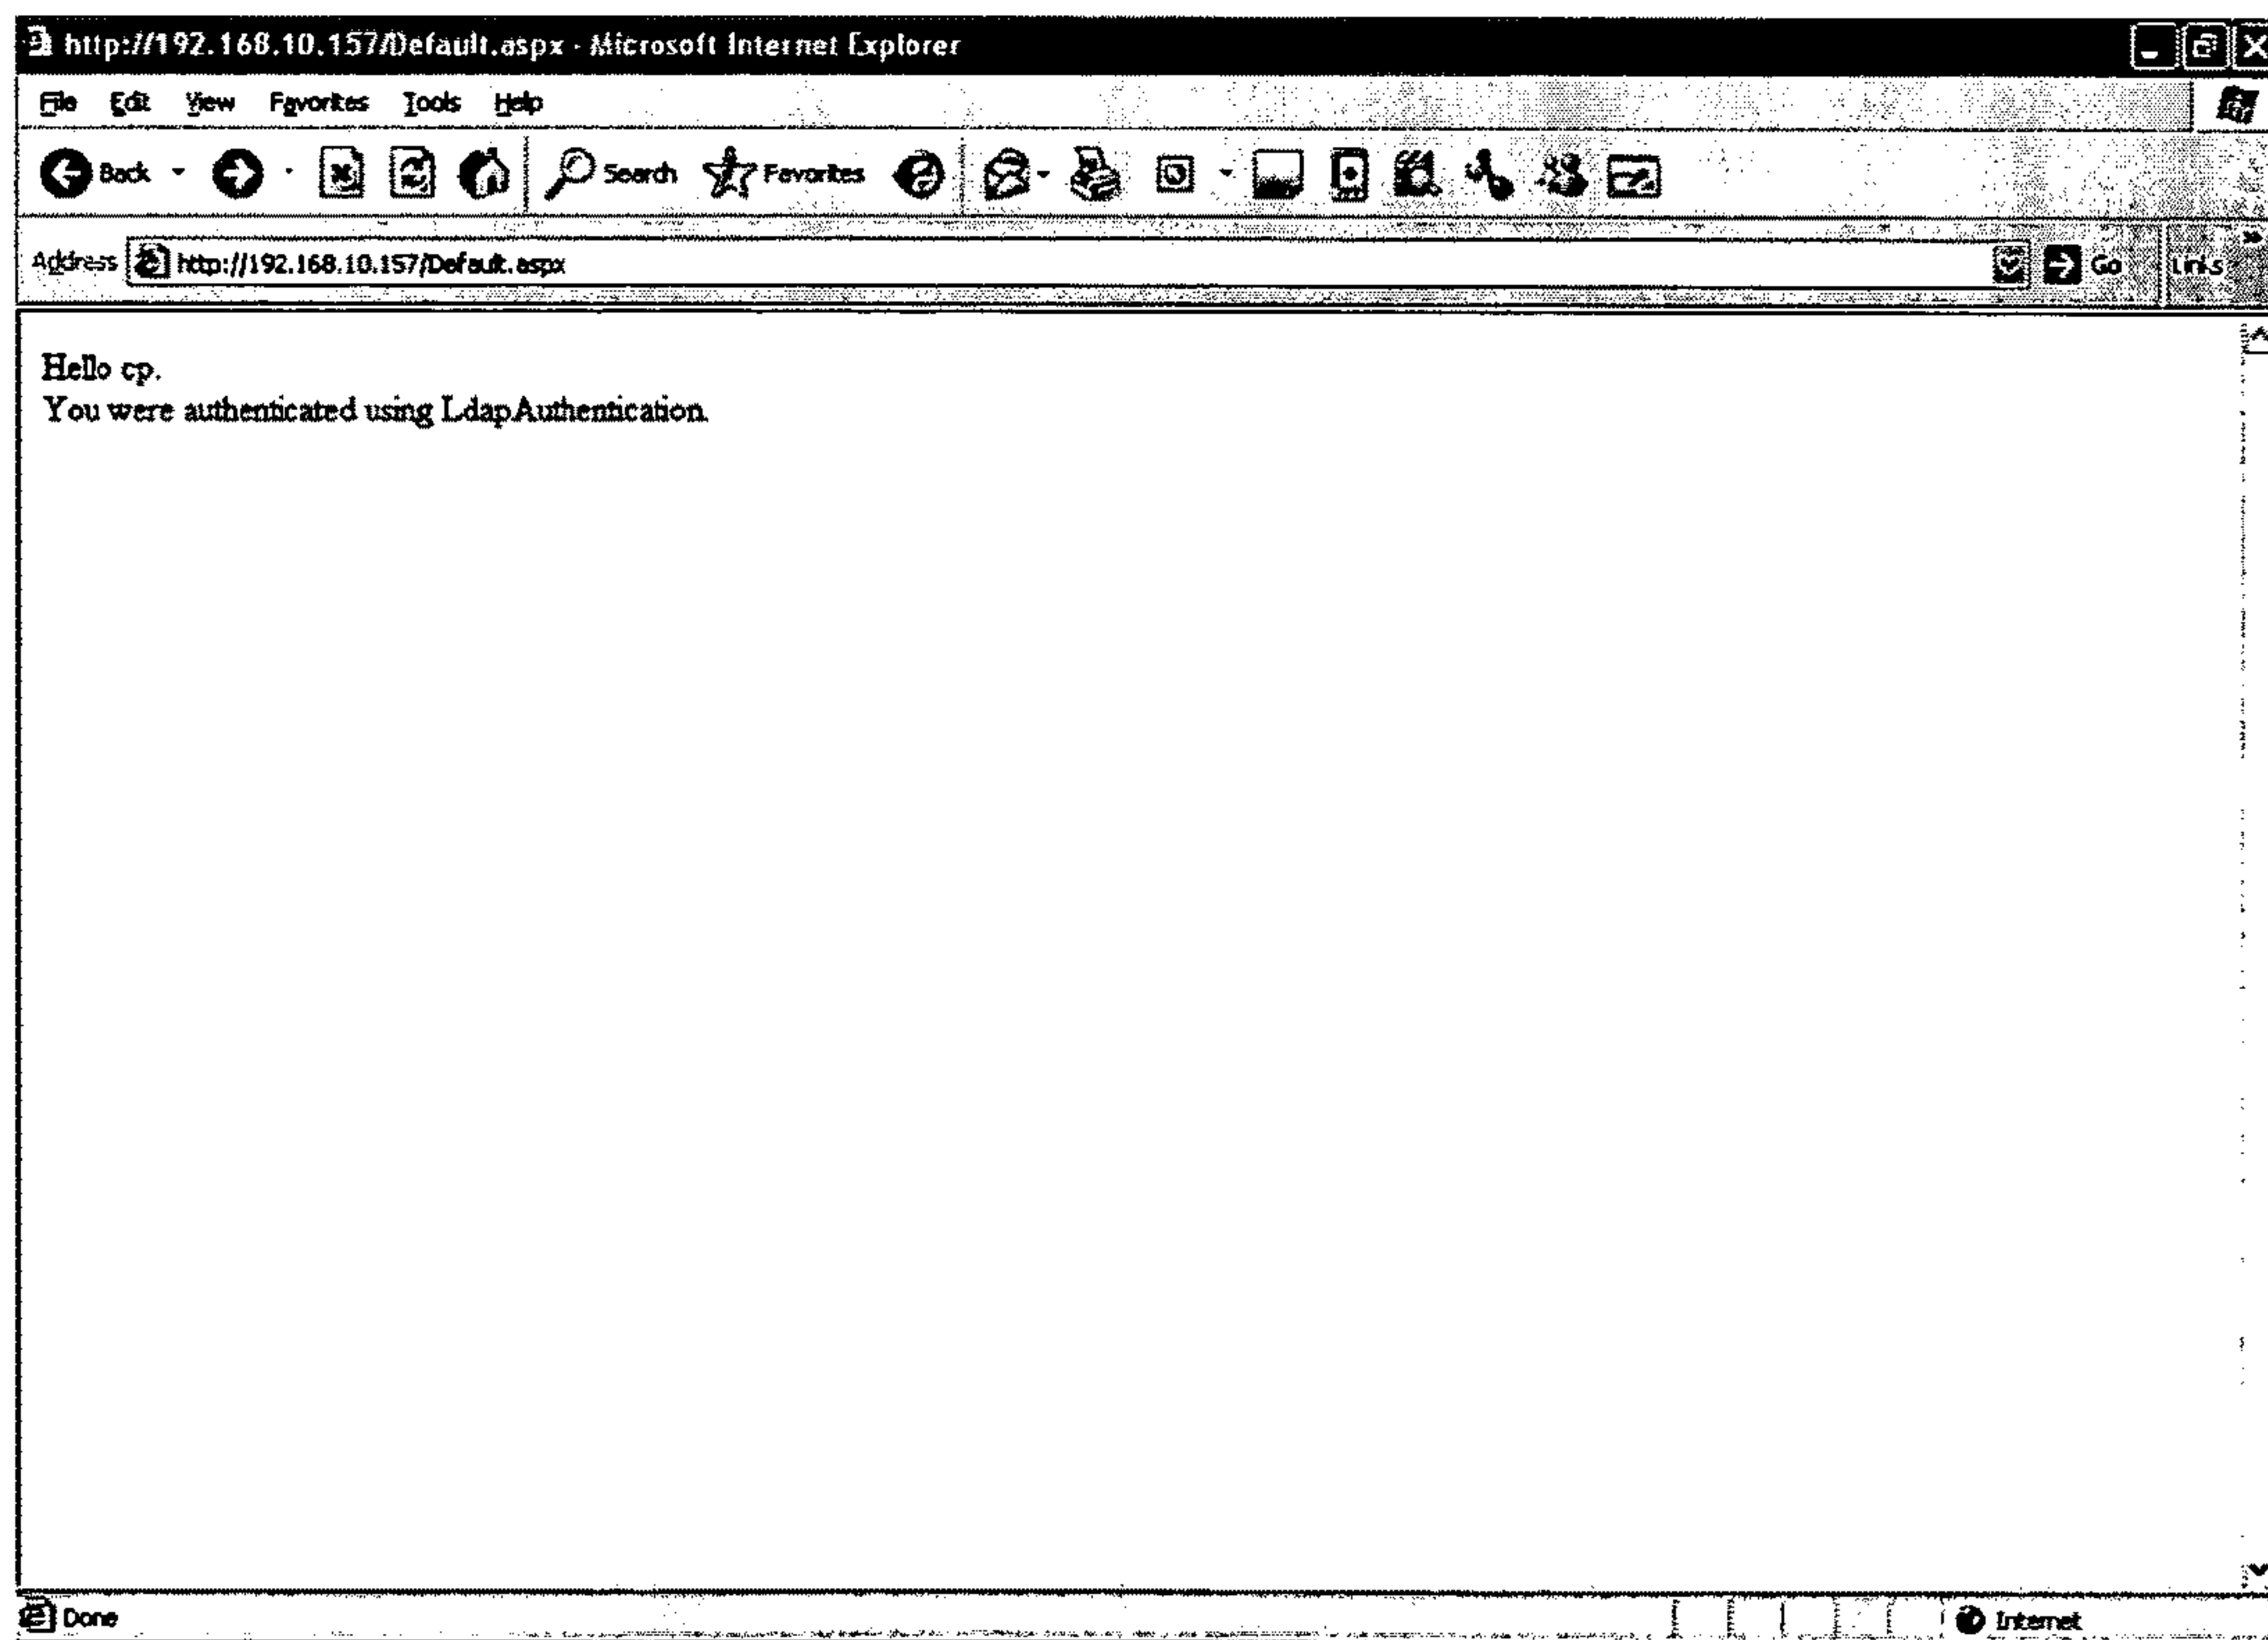 http://192.168.10.157/Default.aspx - Microsoft Internet Explorer
File Edit View Favorites Tools Help
Back Search Favorites
Address http://192.168.10.157/Default.aspx Go Links
Hello cp.
You were authenticated using LdapAuthentication.
Done Internet